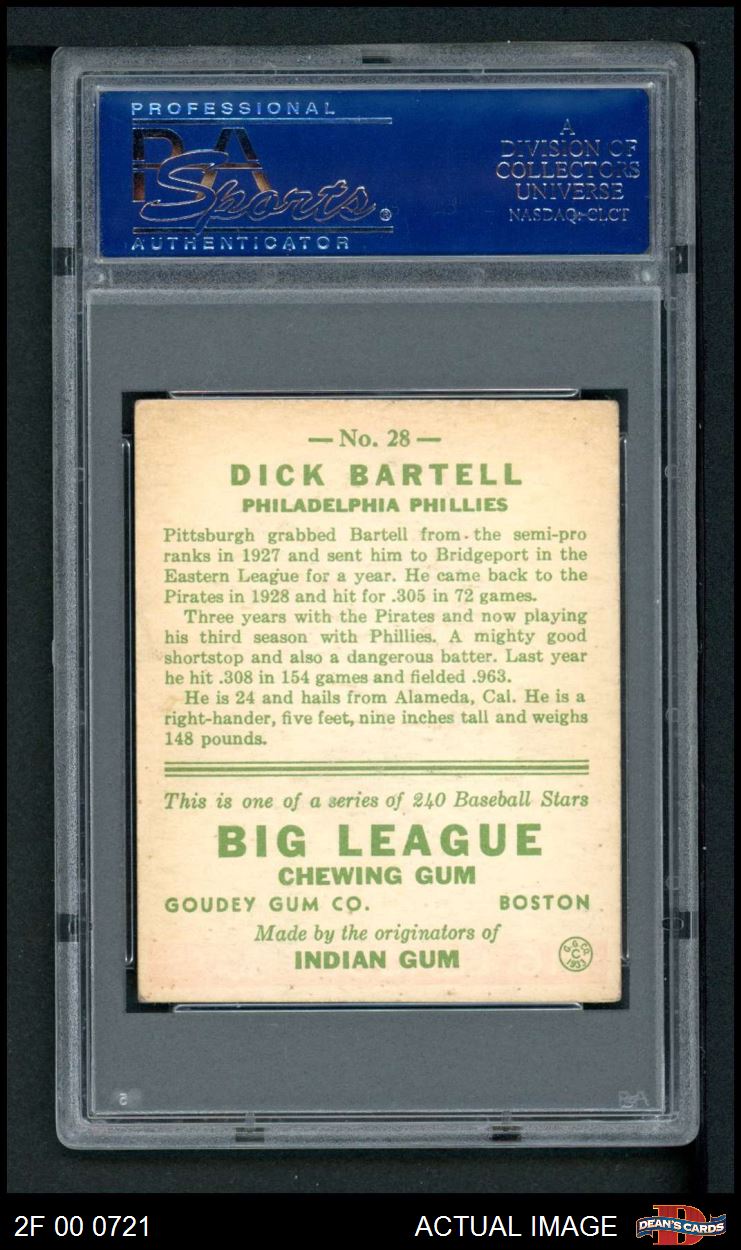 PROFESSIONAL
PSA
Sports®
AUTHENTICATOR
A
DIVISION OF
COLLECTORS
UNIVERSE
NASDAQ: CLCT
— No. 28 —
DICK BARTELL
PHILADELPHIA PHILLIES
Pittsburgh grabbed Bartell from the semi-pro
ranks in 1927 and sent him to Bridgeport in the
Eastern League for a year. He came back to the
Pirates in 1928 and hit for .305 in 72 games.
Three years with the Pirates and now playing
his third season with Phillies. A mighty good
shortstop and also a dangerous batter. Last year
he hit .308 in 154 games and fielded .963.
He is 24 and hails from Alameda, Cal. He is a
right-hander, five feet, nine inches tall and weighs
148 pounds.
This is one of a series of 240 Baseball Stars
BIG LEAGUE
CHEWING GUM
GOUDEY GUM CO. BOSTON
Made by the originators of
INDIAN GUM
G.G.CO.
C
1933
PSA
2F 00 0721
ACTUAL IMAGE
D
DEAN'S CARDS